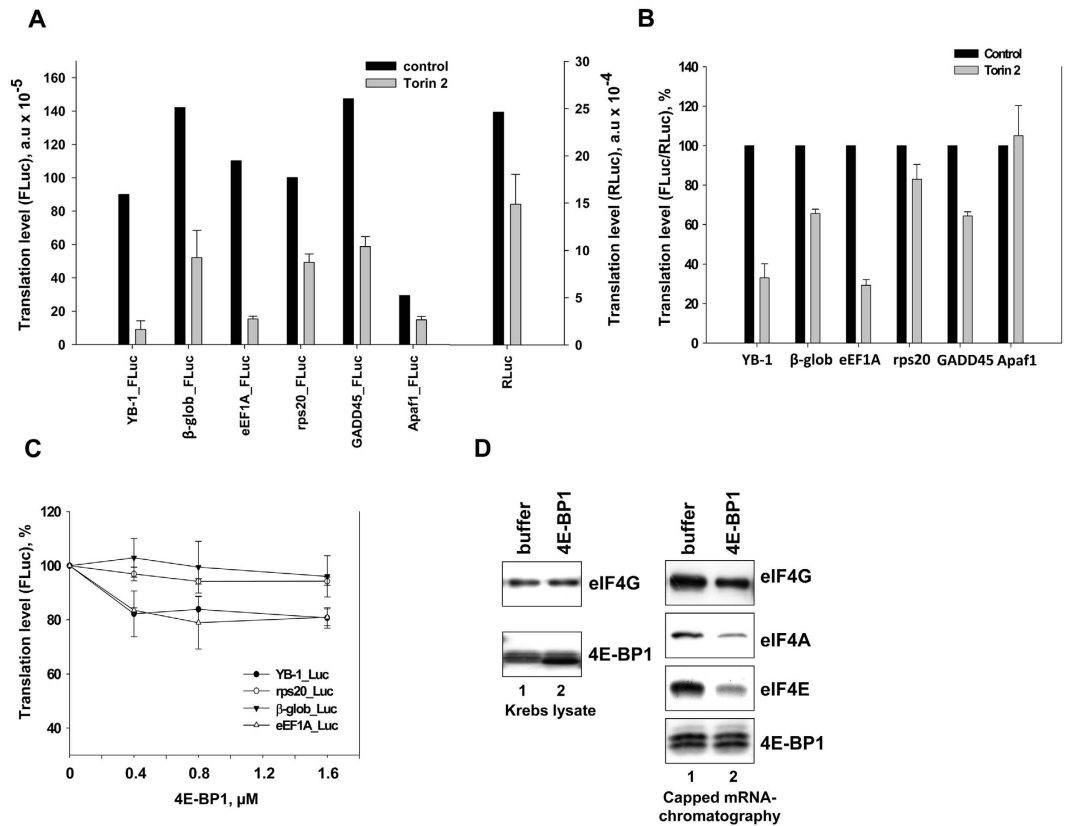 A
control
Torin 2
Translation level (FLuc), a.u x 10⁻⁵
160
140
120
100
80
60
40
20
0
30
25
20
15
10
5
0
Translation level (RLuc), a.u x 10⁻⁴
YB-1_FLuc
β-glob_FLuc
eEF1A_FLuc
rps20_FLuc
GADD45_FLuc
Apaf1_FLuc
RLuc
B
Control
Torin 2
Translation level (FLuc/RLuc), %
140
120
100
80
60
40
20
0
YB-1 β-glob eEF1A rps20 GADD45 Apaf1
C
Translation level (FLuc), %
120
100
80
60
40
YB-1_Luc
rps20_Luc
β-glob_Luc
eEF1A_Luc
0 0.4 0.8 1.2 1.6
4E-BP1, μM
D
buffer
4E-BP1
eIF4G
4E-BP1
1 2
Krebs lysate
buffer
4E-BP1
eIF4G
eIF4A
eIF4E
4E-BP1
1 2
Capped mRNA-
chromatography